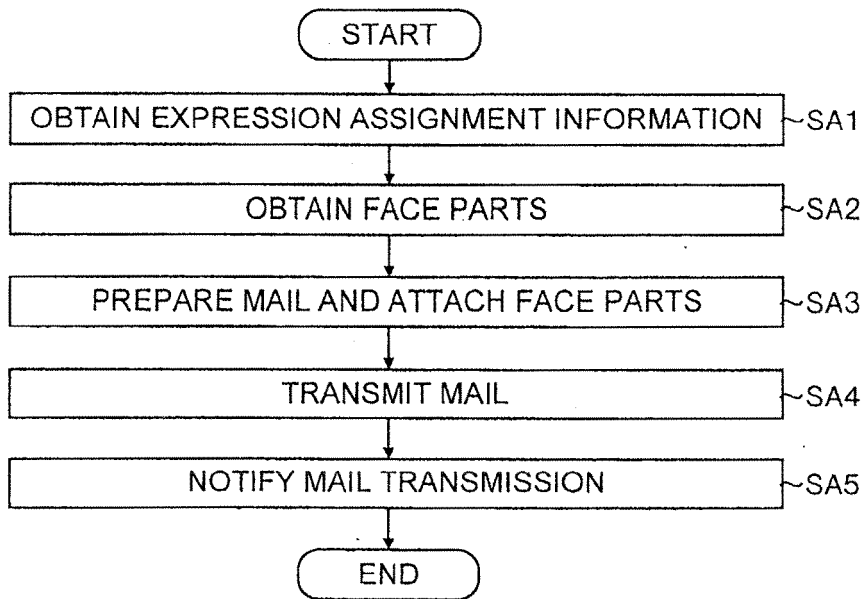 START
OBTAIN EXPRESSION ASSIGNMENT INFORMATION SA1
OBTAIN FACE PARTS SA2
PREPARE MAIL AND ATTACH FACE PARTS SA3
TRANSMIT MAIL SA4
NOTIFY MAIL TRANSMISSION SA5
END